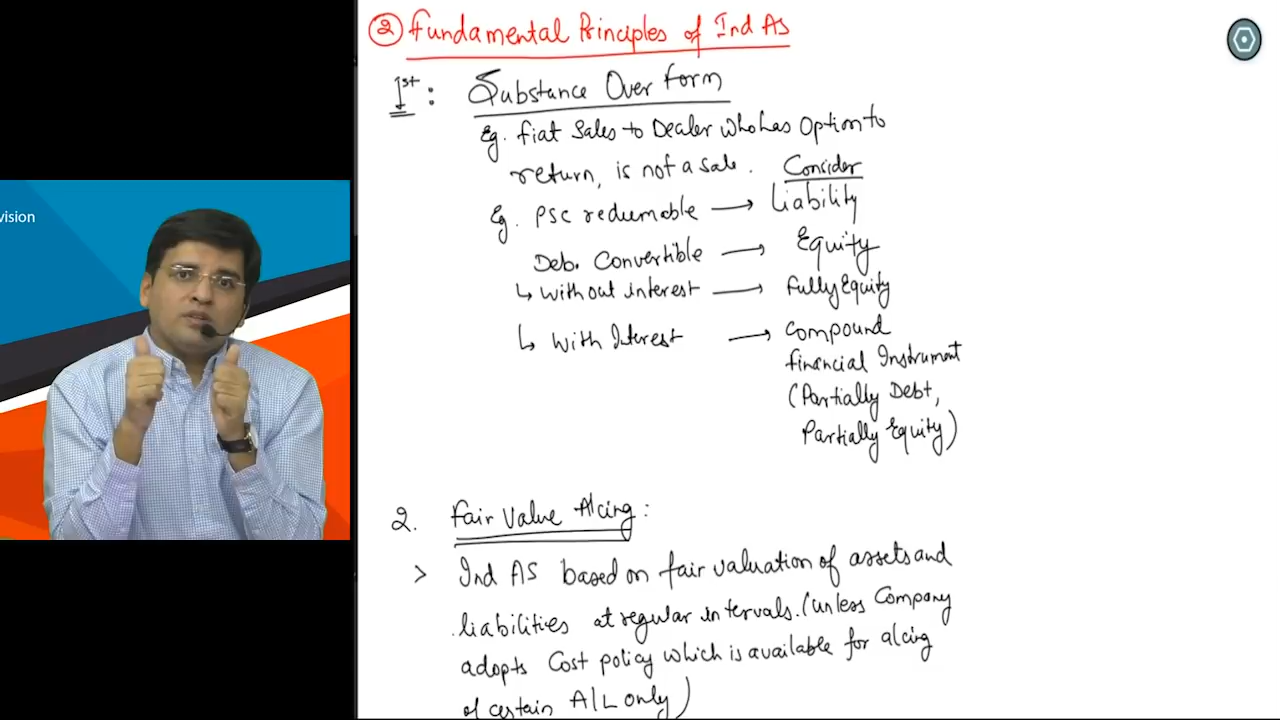 vision
② Fundamental Principles of Ind AS
1st : Substance Over Form
Eg. Fiat Sales to Dealer who has Option to
return, is not a sale. Consider
Eg. PSC redeemable → Liability
Deb. Convertible → Equity
↳ without interest → Fully Equity
↳ With Interest → Compound
financial Instrument
(Partially Debt,
Partially Equity)
2. Fair Value A/cing :
> Ind AS based on fair valuation of assets and
liabilities at regular intervals. (unless Company
adopts Cost policy which is available for a/cing
of certain A/L only)